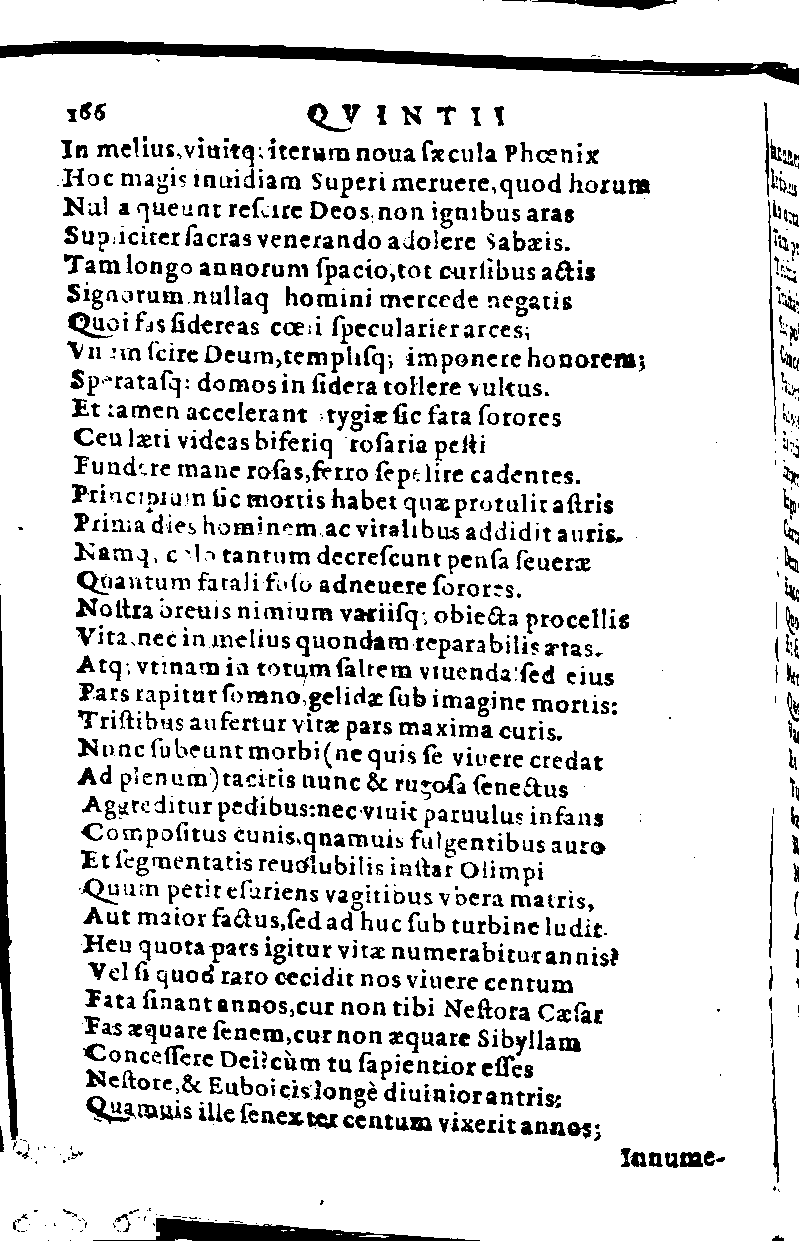 166 QVINTII
In melius, viuitq; iterum noua ſæcula Phœnix
Hoc magis inuidiam Superi meruere, quod horum
Nulla queunt reſcire Deos, non ignibus aras
Supliciter ſacras venerando adolere Sabæis.
Tam longo annorum ſpacio, tot curſibus actis
Signorum, nullaq homini mercede negatis
Quoi fas ſidereas cœli ſpecularier arces;
Vnum ſcire Deum, templiſq; imponere honorem;
Sperataſq: domos in ſidera tollere vultus.
Et tamen accelerant ſtygiæ ſic fata ſorores
Ceu læti videas biferiq roſaria peſti
Fundere mane roſas, ferro ſepelire cadentes.
Principium ſic mortis habet quæ protulit aſtris
Prima dies hominem, ac vitalibus addidit auris.
Namq, colo tantum decreſcunt penſa ſeueræ
Quantum fatali fuſo adneuere ſorores.
Noſtra breuis nimium variiſq; obiecta procellis
Vita, nec in melius quondam reparabilis ætas.
Atq; vtinam in totum ſaltem viuenda: ſed eius
Pars rapitur ſomno, gelidæ ſub imagine mortis:
Triſtibus aufertur vitæ pars maxima curis.
Nunc ſubeunt morbi (ne quis ſe viuere credat
Ad plenum) tacitis nunc & rugoſa ſenectus
Aggreditur pedibus: nec viuit paruulus infans
Compoſitus cunis, qnamuis fulgentibus auro
Et ſegmentatis reuolubilis inſtar Olimpi
Quum petit eſuriens vagitibus vbera matris,
Aut maior factus, ſed ad huc ſub turbine ludit.
Heu quota pars igitur vitæ numerabitur annis?
Vel ſi quod raro cecidit nos viuere centum
Fata ſinant annos, cur non tibi Neſtora Cæſar
Fas æquare ſenem, cur non æquare Sibyllam
Conceſſere Dei? cùm tu ſapientior eſſes
Neſtore, & Euboicis longè diuinior antris:
Quamuis ille ſenex ter centum vixerit annos;
Innume-